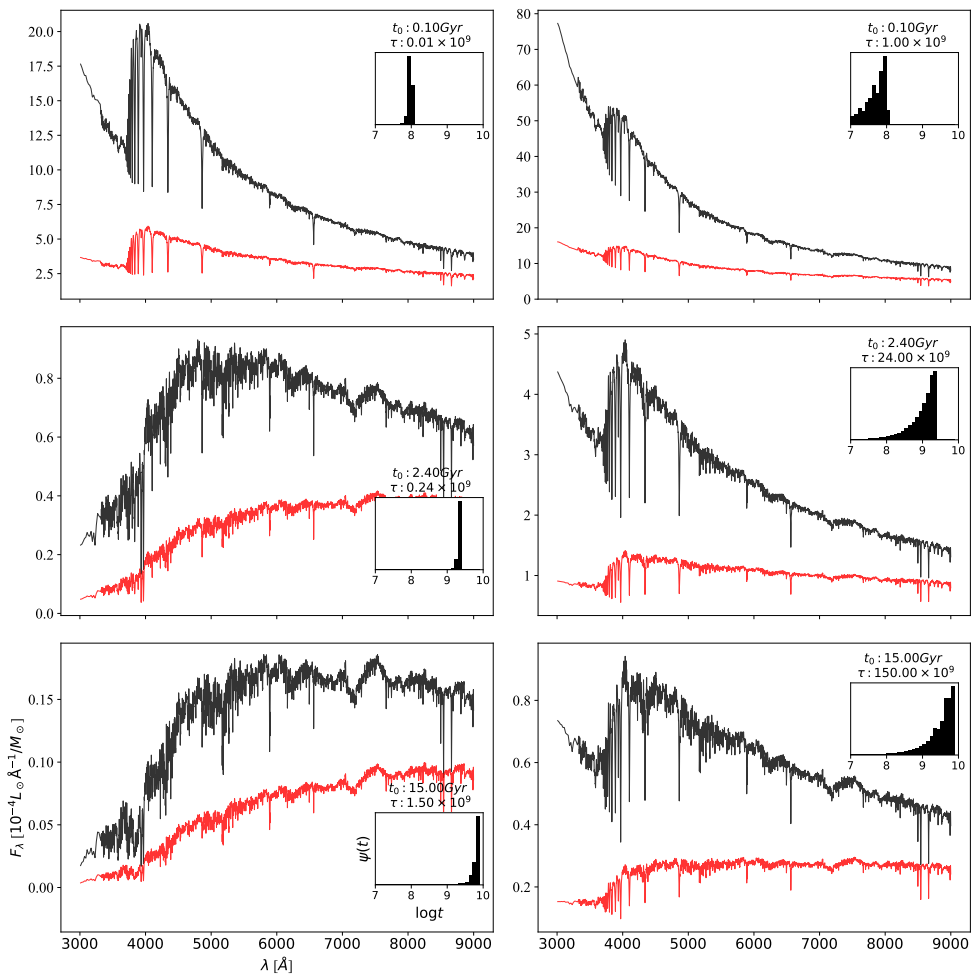 t₀ : 0.10Gyr
τ : 0.01 × 10⁹
20.0
17.5
15.0
12.5
10.0
7.5
5.0
2.5
7 8 9 10
t₀ : 0.10Gyr
τ : 1.00 × 10⁹
80
70
60
50
40
30
20
10
0
7 8 9 10
t₀ : 2.40Gyr
τ : 0.24 × 10⁹
0.8
0.6
0.4
0.2
0.0
7 8 9 10
t₀ : 2.40Gyr
τ : 24.00 × 10⁹
5
4
3
2
1
7 8 9 10
t₀ : 15.00Gyr
τ : 1.50 × 10⁹
0.15
0.10
0.05
0.00
F_λ [10⁻⁴L⊙Å⁻¹/M⊙]
ψ(t)
7 8 9 10
logt
3000 4000 5000 6000 7000 8000 9000
λ [Å]
t₀ : 15.00Gyr
τ : 150.00 × 10⁹
0.8
0.6
0.4
0.2
7 8 9 10
3000 4000 5000 6000 7000 8000 9000